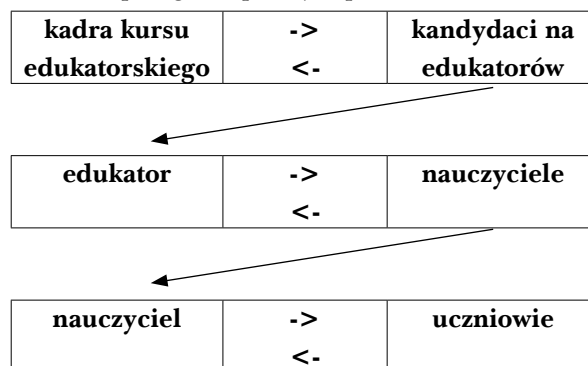 kadra kursu -> kandydaci na
edukatorskiego <- edukatorów
edukator -> nauczyciele
<-
nauczyciel -> uczniowie
<-